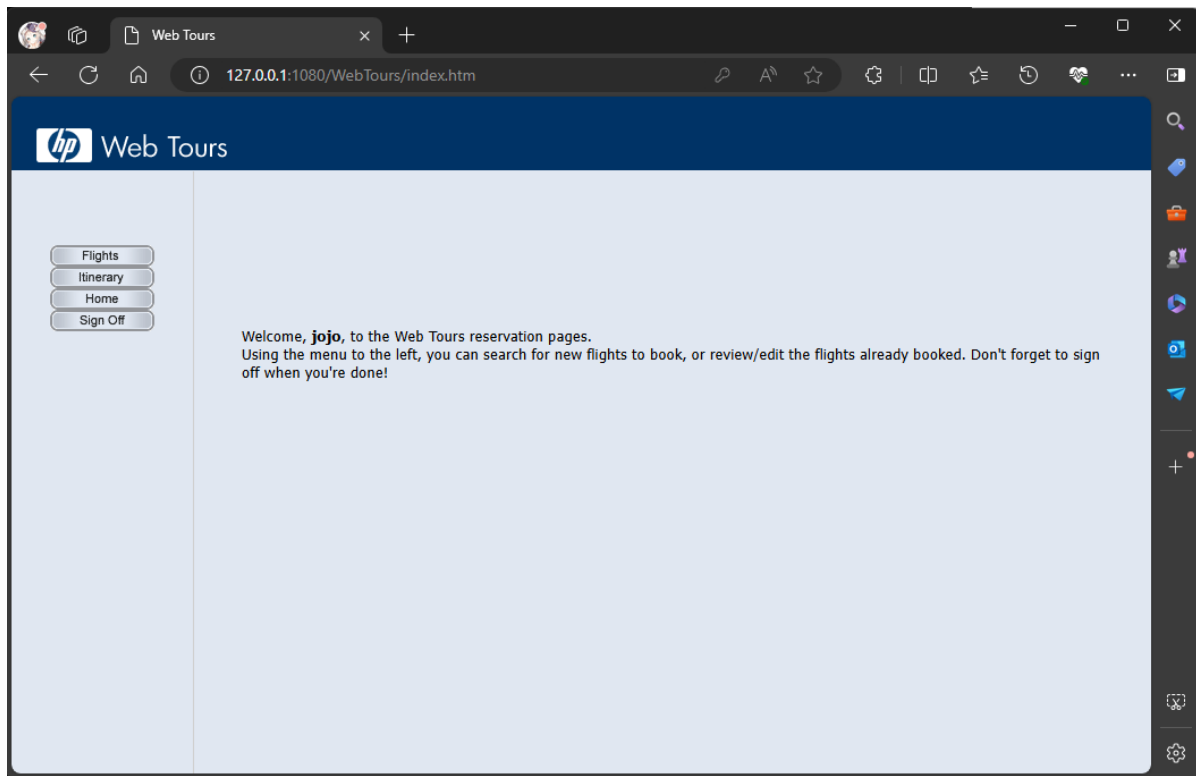 Web Tours
127.0.0.1:1080/WebTours/index.htm
hp Web Tours
Flights
Itinerary
Home
Sign Off
Welcome, jojo, to the Web Tours reservation pages.
Using the menu to the left, you can search for new flights to book, or review/edit the flights already booked. Don't forget to sign
off when you're done!